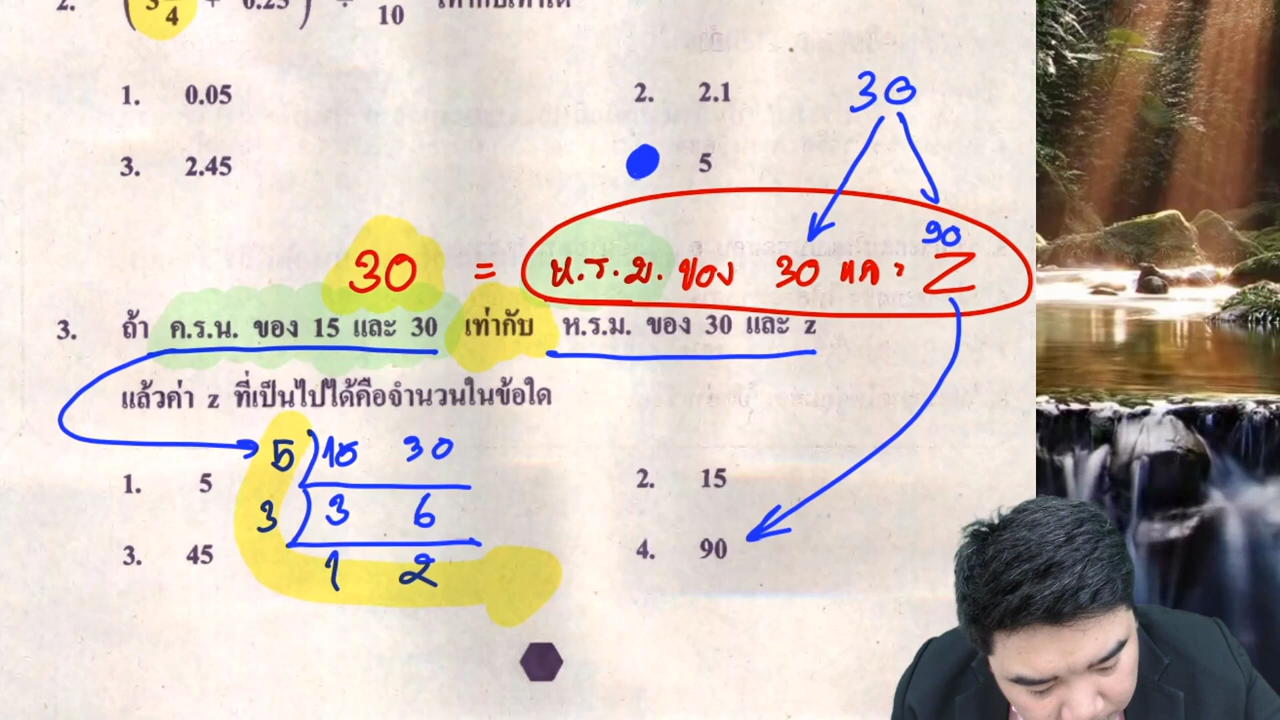 2. (3 4 + 0.25) ÷ 10 เท่ากับเท่าใด
1. 0.05
2. 2.1
30
3. 2.45
5
90
30 = ห.ร.ม. ของ 30 และ Z
3. ถ้า ค.ร.น. ของ 15 และ 30 เท่ากับ ห.ร.ม. ของ 30 และ z
แล้วค่า z ที่เป็นไปได้คือจำนวนในข้อใด
5 15 30
1. 5
2. 15
3 3 6
3. 45
4. 90
1 2